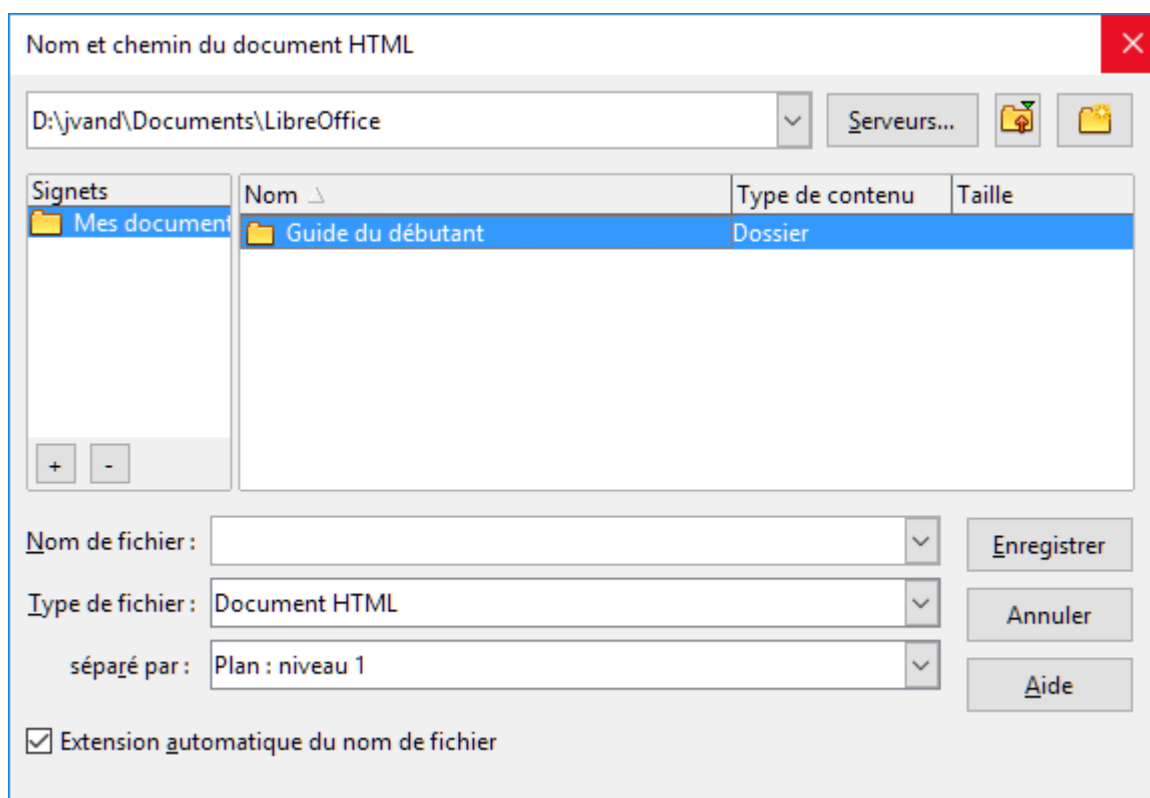 Nom et chemin du document HTML
D:\jvand\Documents\LibreOffice
Serveurs...
Signets
Mes document
+ -
Nom Type de contenu Taille
Guide du débutant Dossier
Nom de fichier :
Enregistrer
Type de fichier : Document HTML
Annuler
séparé par : Plan : niveau 1
Aide
Extension automatique du nom de fichier